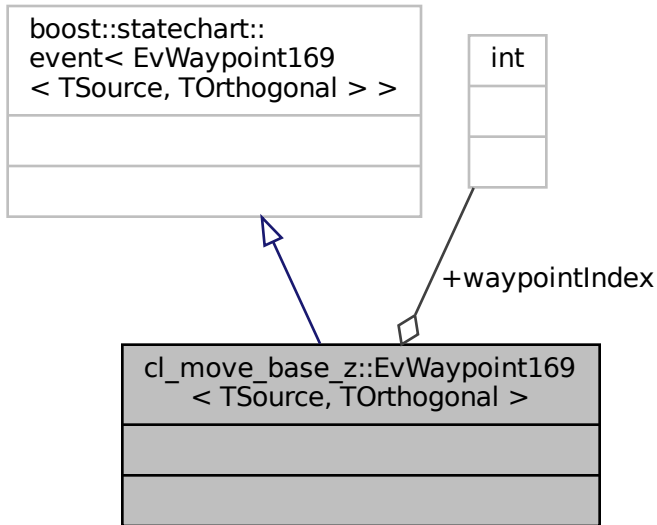 boost::statechart::
event< EvWaypoint169
< TSource, TOrthogonal > >
int
+waypointIndex
cl_move_base_z::EvWaypoint169
< TSource, TOrthogonal >